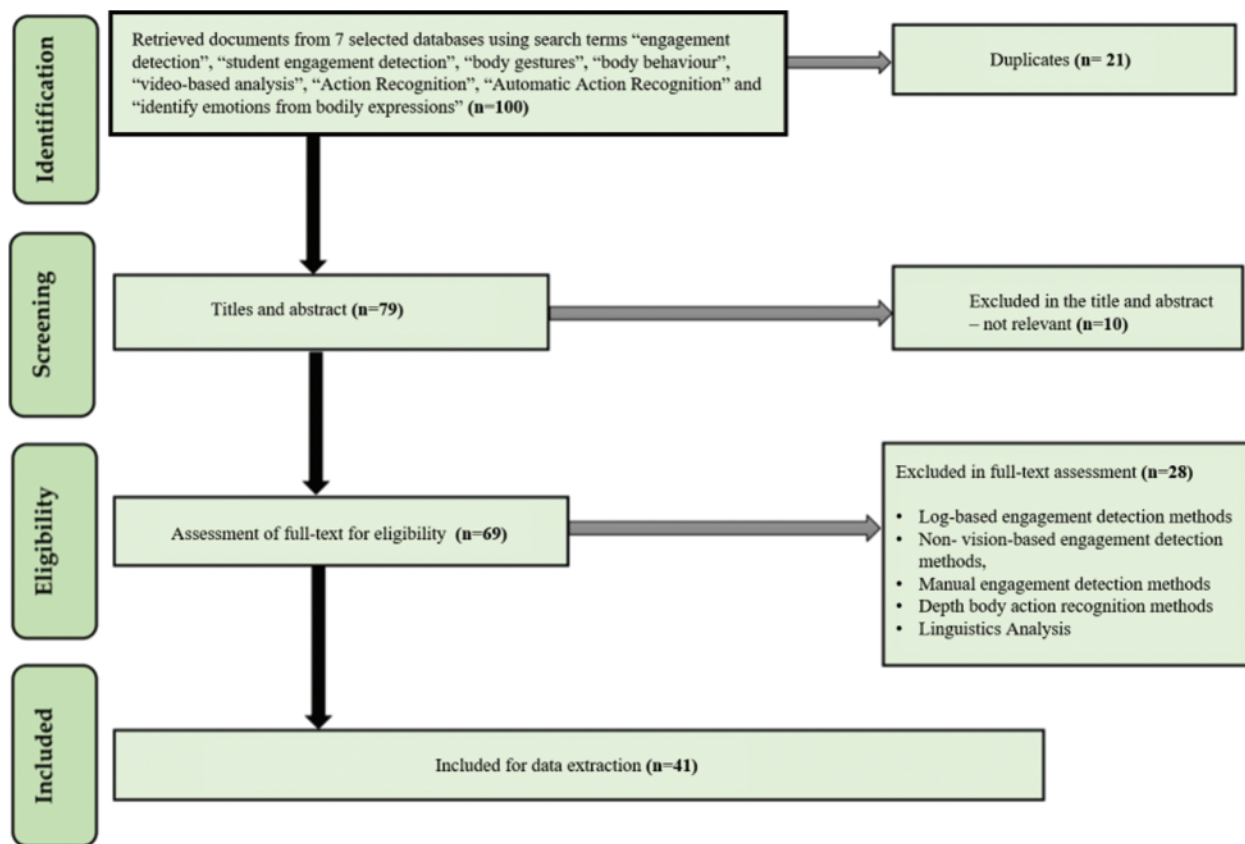 Identification
Retrieved documents from 7 selected databases using search terms “engagement
detection”, “student engagement detection”, “body gestures”, “body behaviour”,
“video-based analysis”, “Action Recognition”, “Automatic Action Recognition” and
“identify emotions from bodily expressions” (n=100)
Duplicates (n= 21)
Screening
Titles and abstract (n=79)
Excluded in the title and abstract
– not relevant (n=10)
Eligibility
Assessment of full-text for eligibility (n=69)
Excluded in full-text assessment (n=28)
• Log-based engagement detection methods
• Non- vision-based engagement detection
methods,
• Manual engagement detection methods
• Depth body action recognition methods
• Linguistics Analysis
Included
Included for data extraction (n=41)